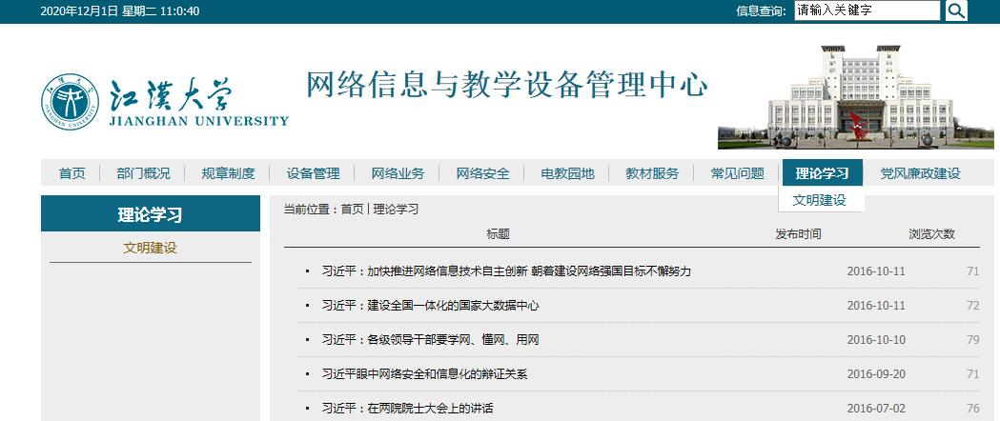 2020年12月1日 星期二 11:0:40
信息查询: 请输入关键字
江汉大学
JIANGHAN UNIVERSITY
网络信息与教学设备管理中心
首页 部门概况 规章制度 设备管理 网络业务 网络安全 电教园地 教材服务 常见问题 理论学习 党风廉政建设
文明建设
理论学习
文明建设
当前位置：首页 | 理论学习
标题 发布时间 浏览次数
习近平：加快推进网络信息技术自主创新 朝着建设网络强国目标不懈努力 2016-10-11 71
习近平：建设全国一体化的国家大数据中心 2016-10-11 72
习近平：各级领导干部要学网、懂网、用网 2016-10-10 79
习近平眼中网络安全和信息化的辩证关系 2016-09-20 71
习近平：在两院院士大会上的讲话 2016-07-02 76